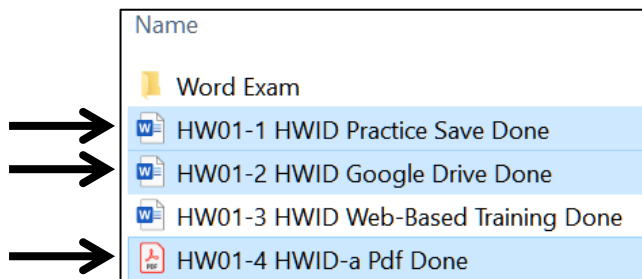 Name
Word Exam
W HW01-1 HWID Practice Save Done
W HW01-2 HWID Google Drive Done
W HW01-3 HWID Web-Based Training Done
PDF HW01-4 HWID-a Pdf Done